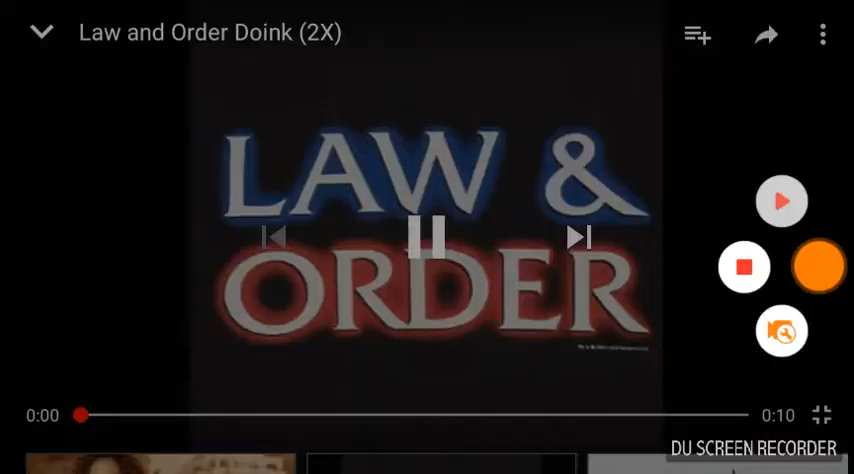 Law and Order Doink (2X)
LAW &
ORDER
0:00
0:10
DU SCREEN RECORDER